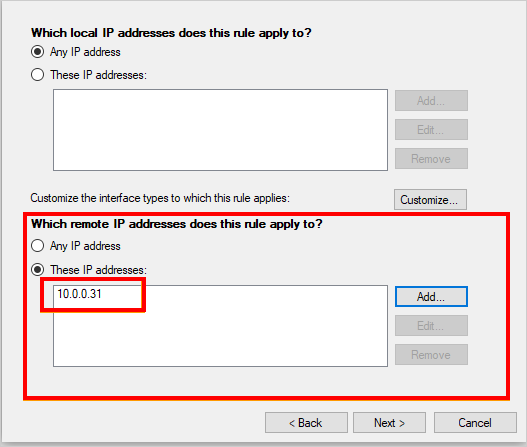 Which local IP addresses does this rule apply to?
Any IP address
These IP addresses:
Add...
Edit...
Remove
Customize the interface types to which this rule applies:
Customize...
Which remote IP addresses does this rule apply to?
Any IP address
These IP addresses:
10.0.0.31
Add...
Edit...
Remove
< Back
Next >
Cancel